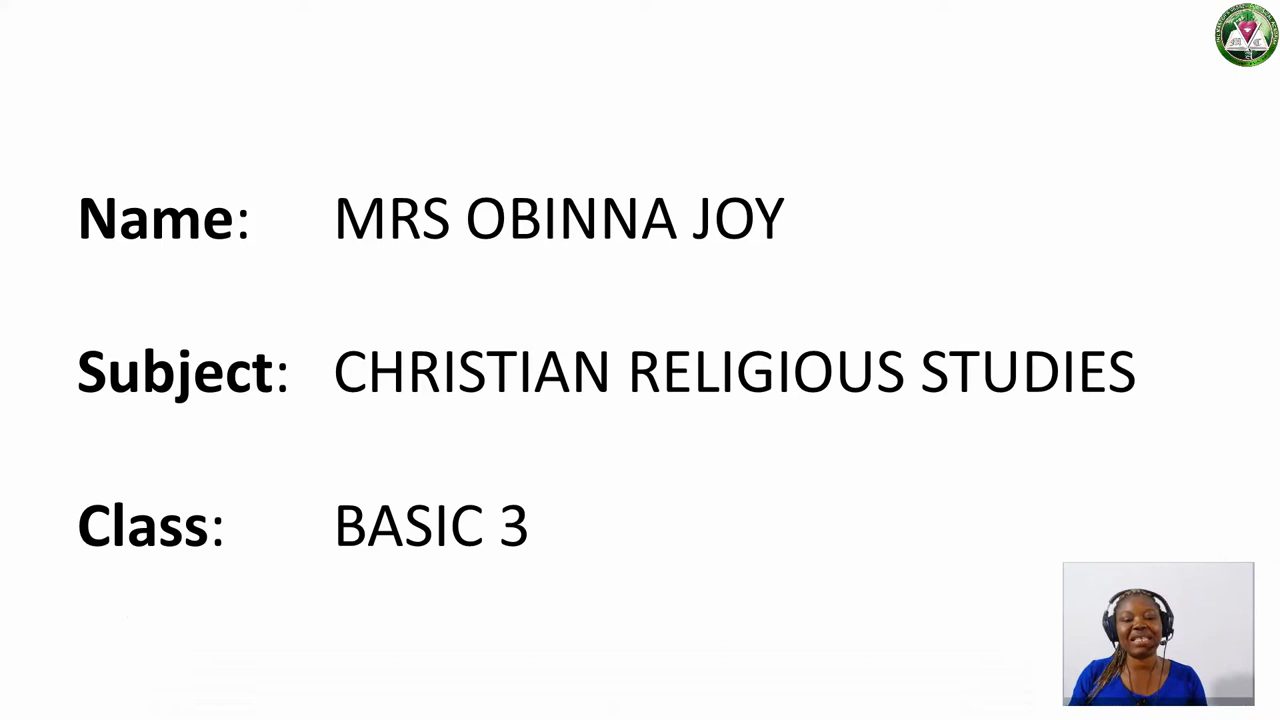 Name: MRS OBINNA JOY
Subject: CHRISTIAN RELIGIOUS STUDIES
Class: BASIC 3